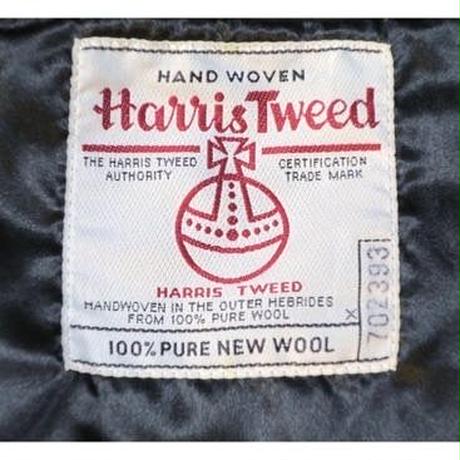 HAND WOVEN
Harris Tweed
THE HARRIS TWEED AUTHORITY
CERTIFICATION TRADE MARK
HARRIS TWEED
HANDWOVEN IN THE OUTER HEBRIDES
FROM 100% PURE WOOL
X
702393
100% PURE NEW WOOL